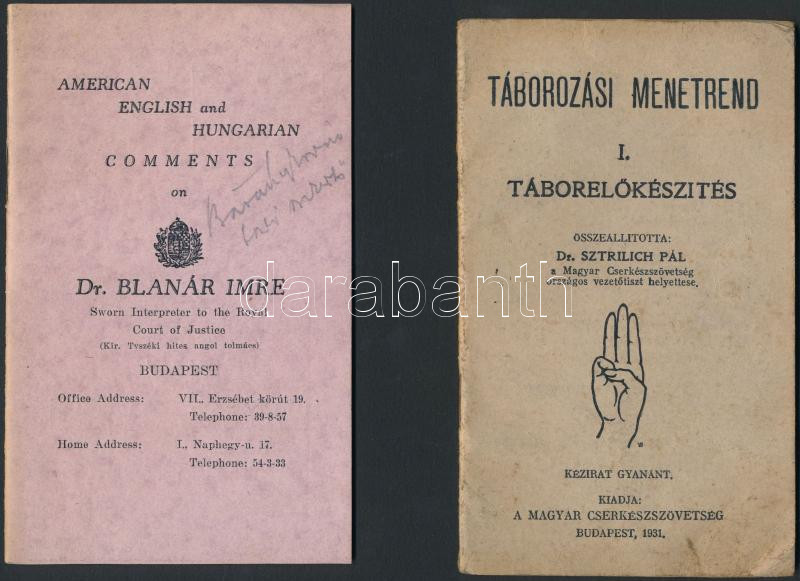 AMERICAN
ENGLISH and
HUNGARIAN
COMMENTS
on
Dr. BLANÁR IMRE
Sworn Interpreter to the Royal
Court of Justice
(Kir. Tvszéki hites angol tolmács)
BUDAPEST
Office Address: VII., Erzsébet körút 19.
Telephone: 39-8-57
Home Address: I., Naphegy-u. 17.
Telephone: 54-3-33
TÁBOROZÁSI MENETREND
I.
TÁBORELŐKÉSZITÉS
ÖSSZEÁLLITOTTA:
Dr. SZTRILICH PÁL
a Magyar Cserkészszövetség
országos vezetőtiszt helyettese.
KÉZIRAT GYANÁNT.
KIADJA:
A MAGYAR CSERKÉSZSZÖVETSÉG
BUDAPEST, 1931.
darabanth